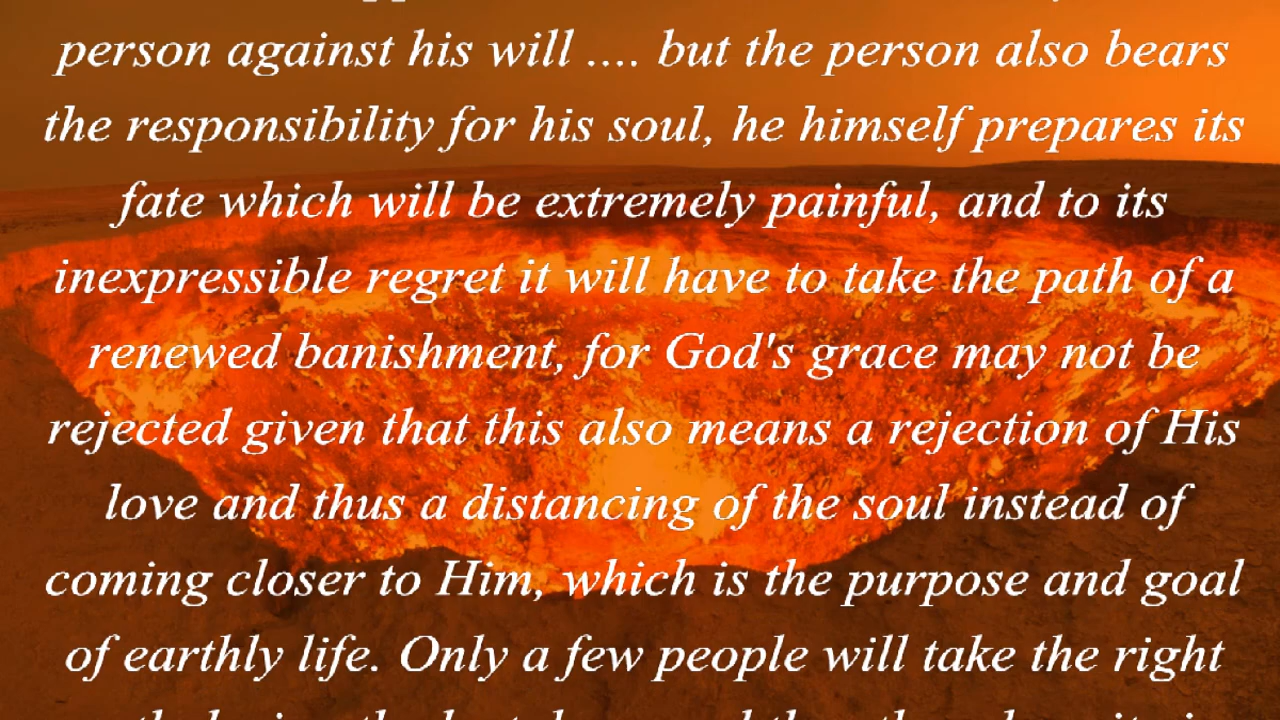 person against his will .... but the person also bears
the responsibility for his soul, he himself prepares its
fate which will be extremely painful, and to its
inexpressible regret it will have to take the path of a
renewed banishment, for God's grace may not be
rejected given that this also means a rejection of His
love and thus a distancing of the soul instead of
coming closer to Him, which is the purpose and goal
of earthly life. Only a few people will take the right